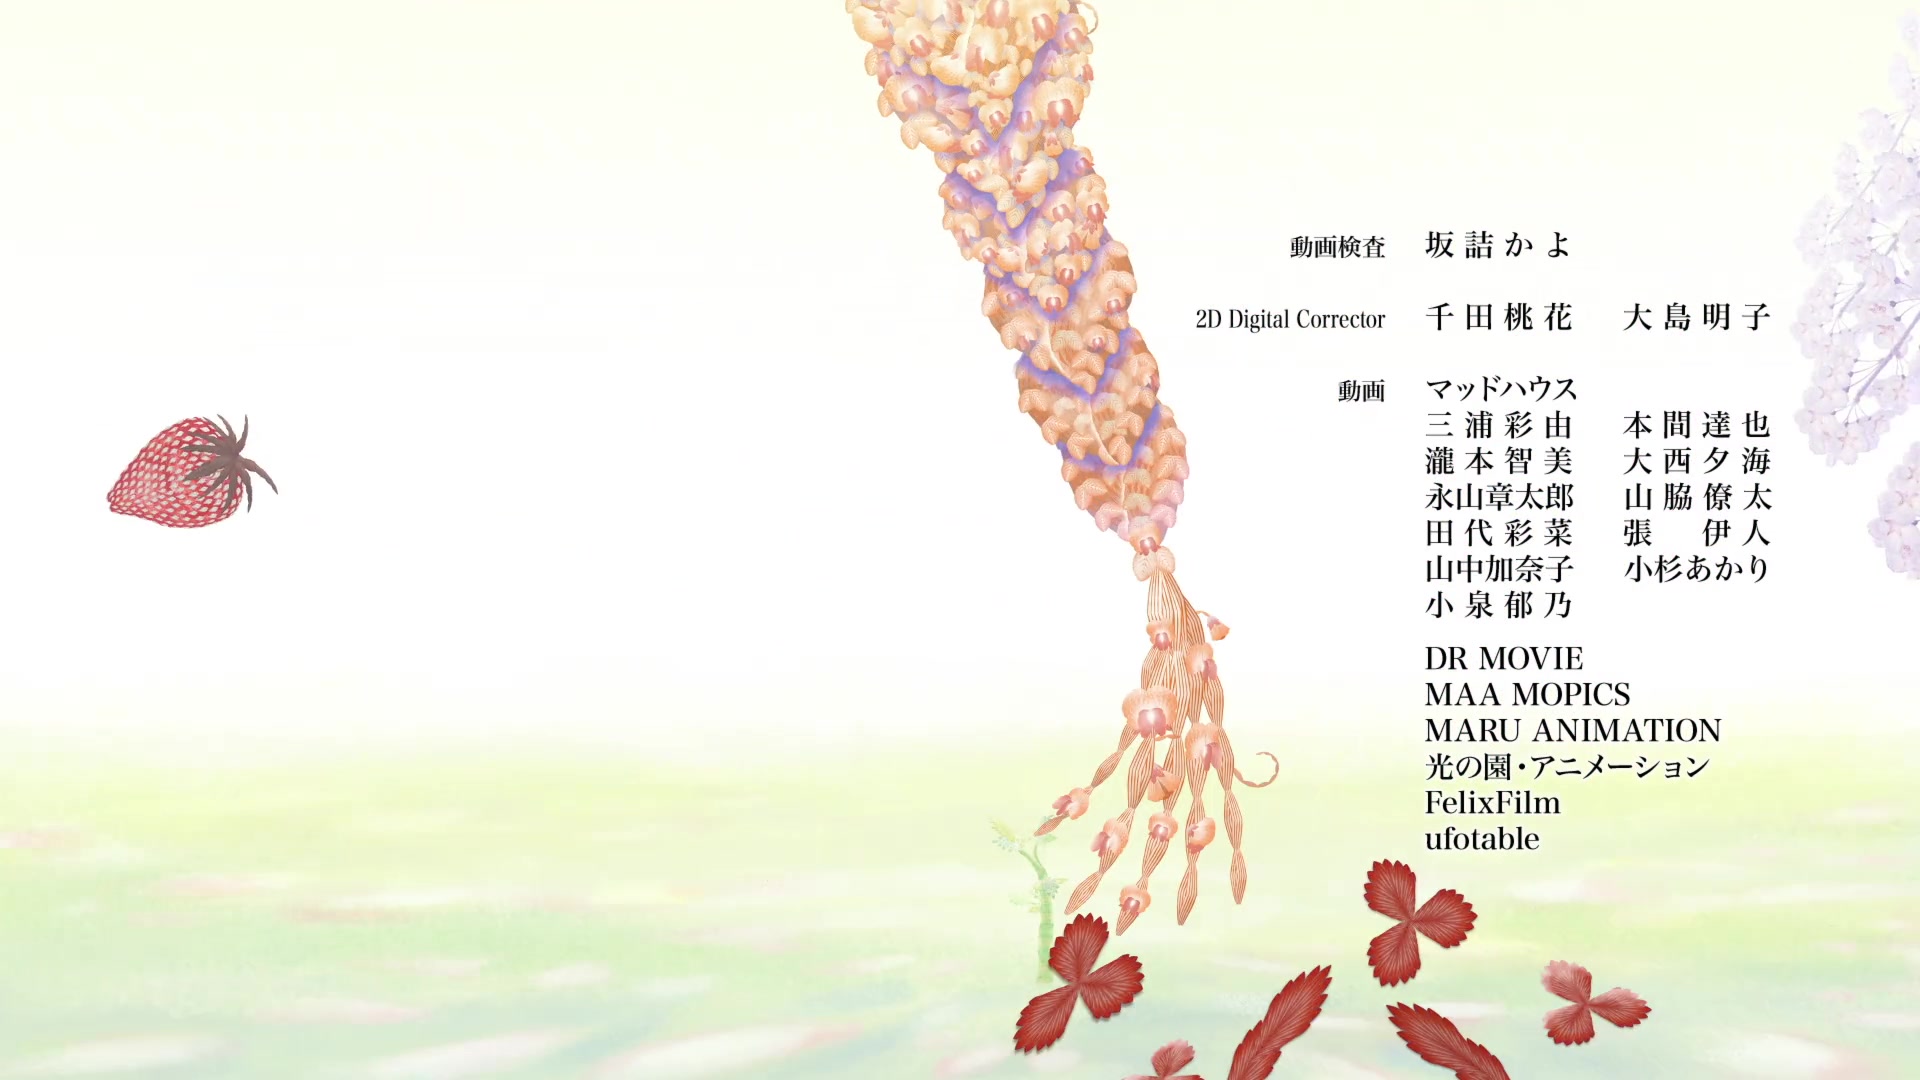 動画検査 坂詰かよ
2D Digital Corrector 千田桃花 大島明子
動画 マッドハウス
三浦彩由 本間達也
瀧本智美 大西夕海
永山章太郎 山脇僚太
田代彩菜 張 伊人
山中加奈子 小杉あかり
小泉郁乃
DR MOVIE
MAA MOPICS
MARU ANIMATION
光の園・アニメーション
FelixFilm
ufotable